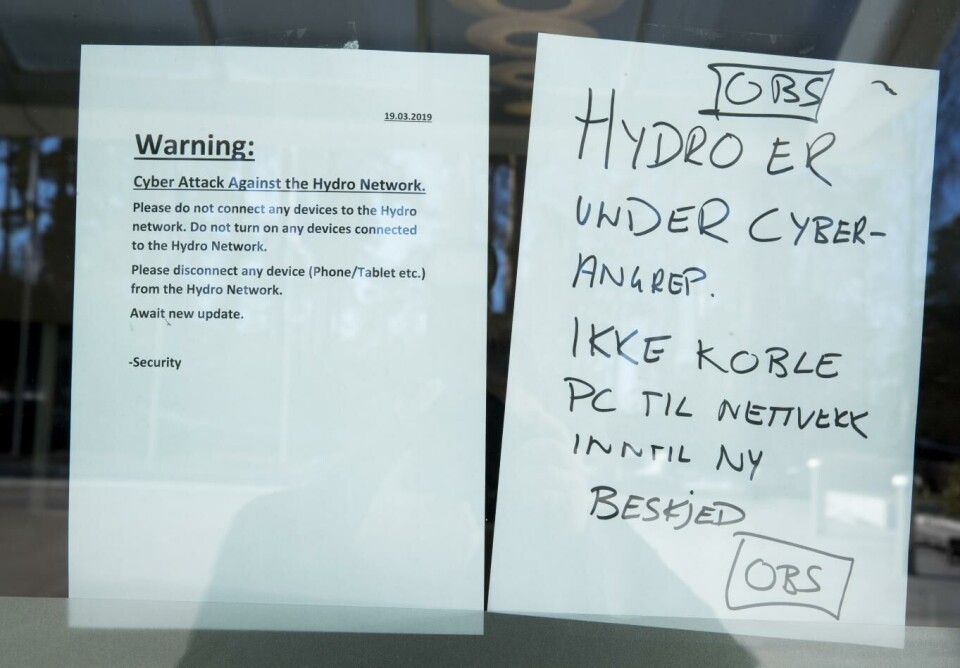 19.03.2019
Warning:
Cyber Attack Against the Hydro Network.
Please do not connect any devices to the Hydro
network. Do not turn on any devices connected
to the Hydro Network.
Please disconnect any device (Phone/Tablet etc.)
from the Hydro Network.
Await new update.
-Security
OBS
HYDRO ER
UNDER CYBER-
ANGREP.
IKKE KOBLE
PC TIL NETTVERK
INNTIL NY
BESKJED
OBS